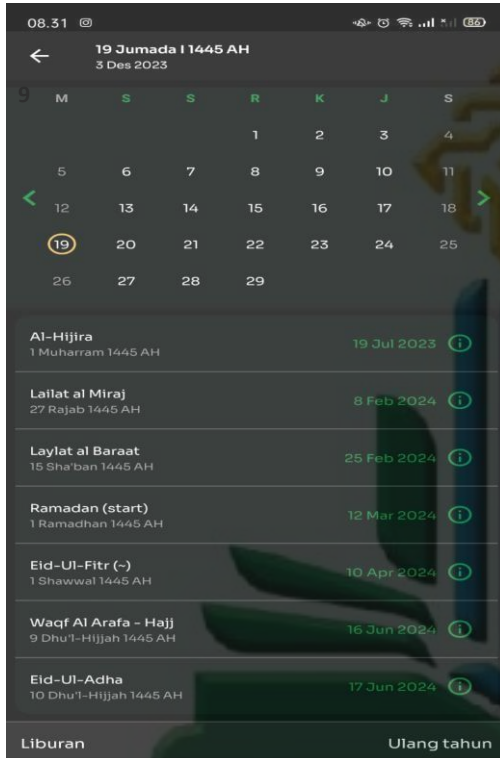 08.31 86
19 Jumada I 1445 AH
3 Des 2023
9 M S S R K J S
1 2 3 4
5 6 7 8 9 10 11
12 13 14 15 16 17 18
19 20 21 22 23 24 25
26 27 28 29
Al-Hijira
1 Muharram 1445 AH
19 Jul 2023
Lailat al Miraj
27 Rajab 1445 AH
8 Feb 2024
Laylat al Baraat
15 Sha'ban 1445 AH
25 Feb 2024
Ramadan (start)
1 Ramadhan 1445 AH
12 Mar 2024
Eid-Ul-Fitr (~)
1 Shawwal 1445 AH
10 Apr 2024
Waqf Al Arafa - Hajj
9 Dhu'l-Hijjah 1445 AH
16 Jun 2024
Eid-Ul-Adha
10 Dhu'l-Hijjah 1445 AH
17 Jun 2024
Liburan Ulang tahun